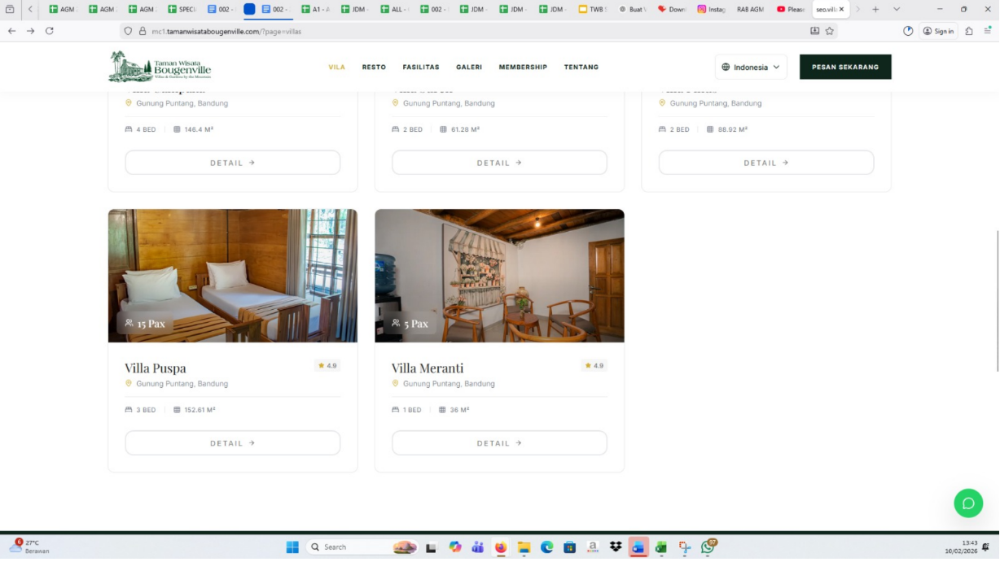 AGM
AGM
AGM
SPECI
002 -
002 -
A1 - A
JDM -
ALL -
002 -
JDM -
JDM -
JDM -
TWB
Buat
Down
Instag
RAB AGM
Please
seo.vill
mc1.tamanwisatabougenville.com/?page=villas
Sign in
Taman Wisata
Bougenville
Villas & Gardens by the Mountain
VILA
RESTO
FASILITAS
GALERI
MEMBERSHIP
TENTANG
Indonesia
PESAN SEKARANG
Gunung Puntang, Bandung
4 BED
146.4 M²
DETAIL →
Gunung Puntang, Bandung
2 BED
61.28 M²
DETAIL →
Gunung Puntang, Bandung
2 BED
86.92 M²
DETAIL →
15 Pax
Villa Puspa
4.9
Gunung Puntang, Bandung
3 BED
152.61 M²
DETAIL →
5 Pax
Villa Meranti
4.9
Gunung Puntang, Bandung
1 BED
36 M²
DETAIL →
6
27°C
Berawan
Search
97
13:43
10/02/2026